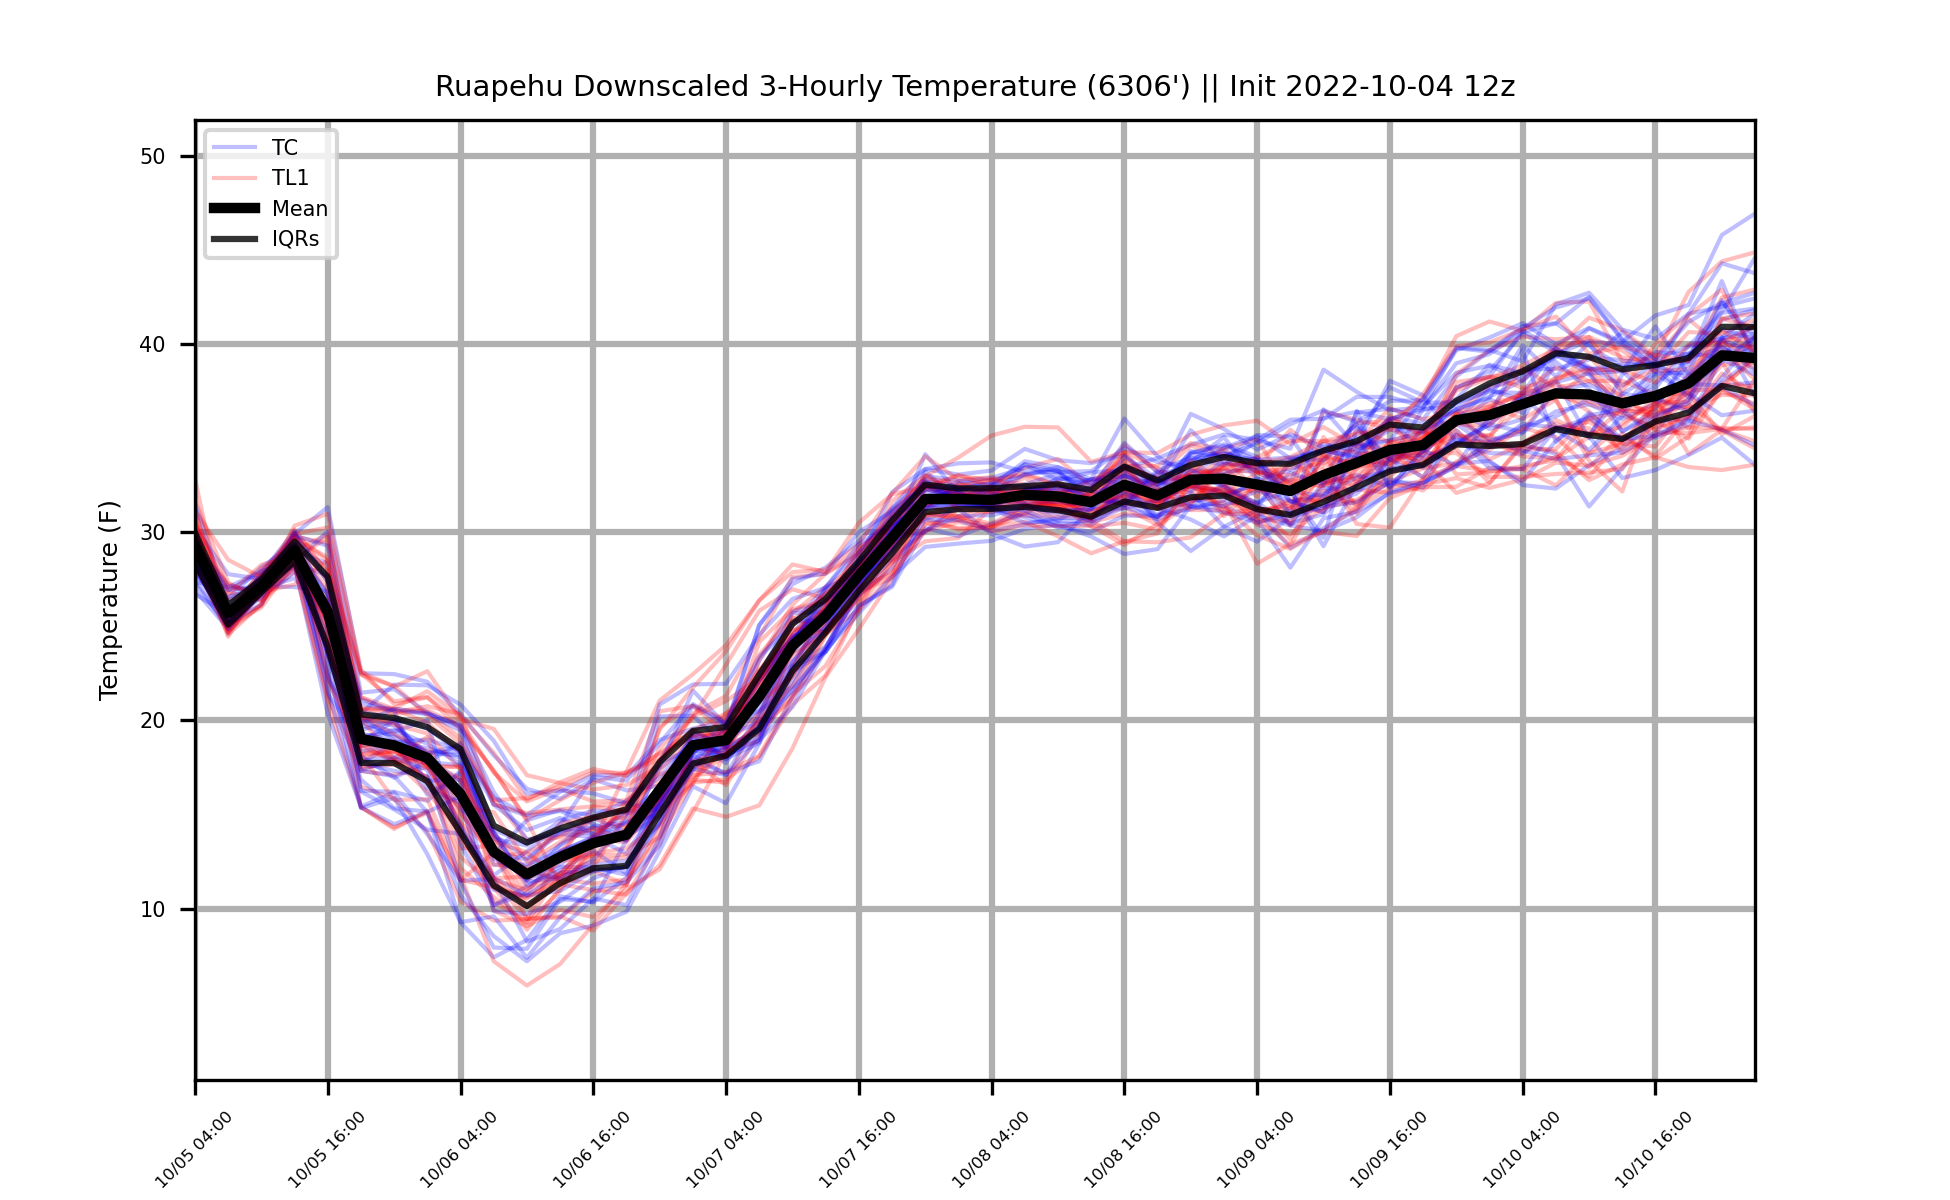 Ruapehu Downscaled 3-Hourly Temperature (6306') || Init 2022-10-04 12z
TC
TL1
Mean
IQRs
Temperature (F)
50
40
30
20
10
10/05 04:00
10/05 16:00
10/06 04:00
10/06 16:00
10/07 04:00
10/07 16:00
10/08 04:00
10/08 16:00
10/09 04:00
10/09 16:00
10/10 04:00
10/10 16:00